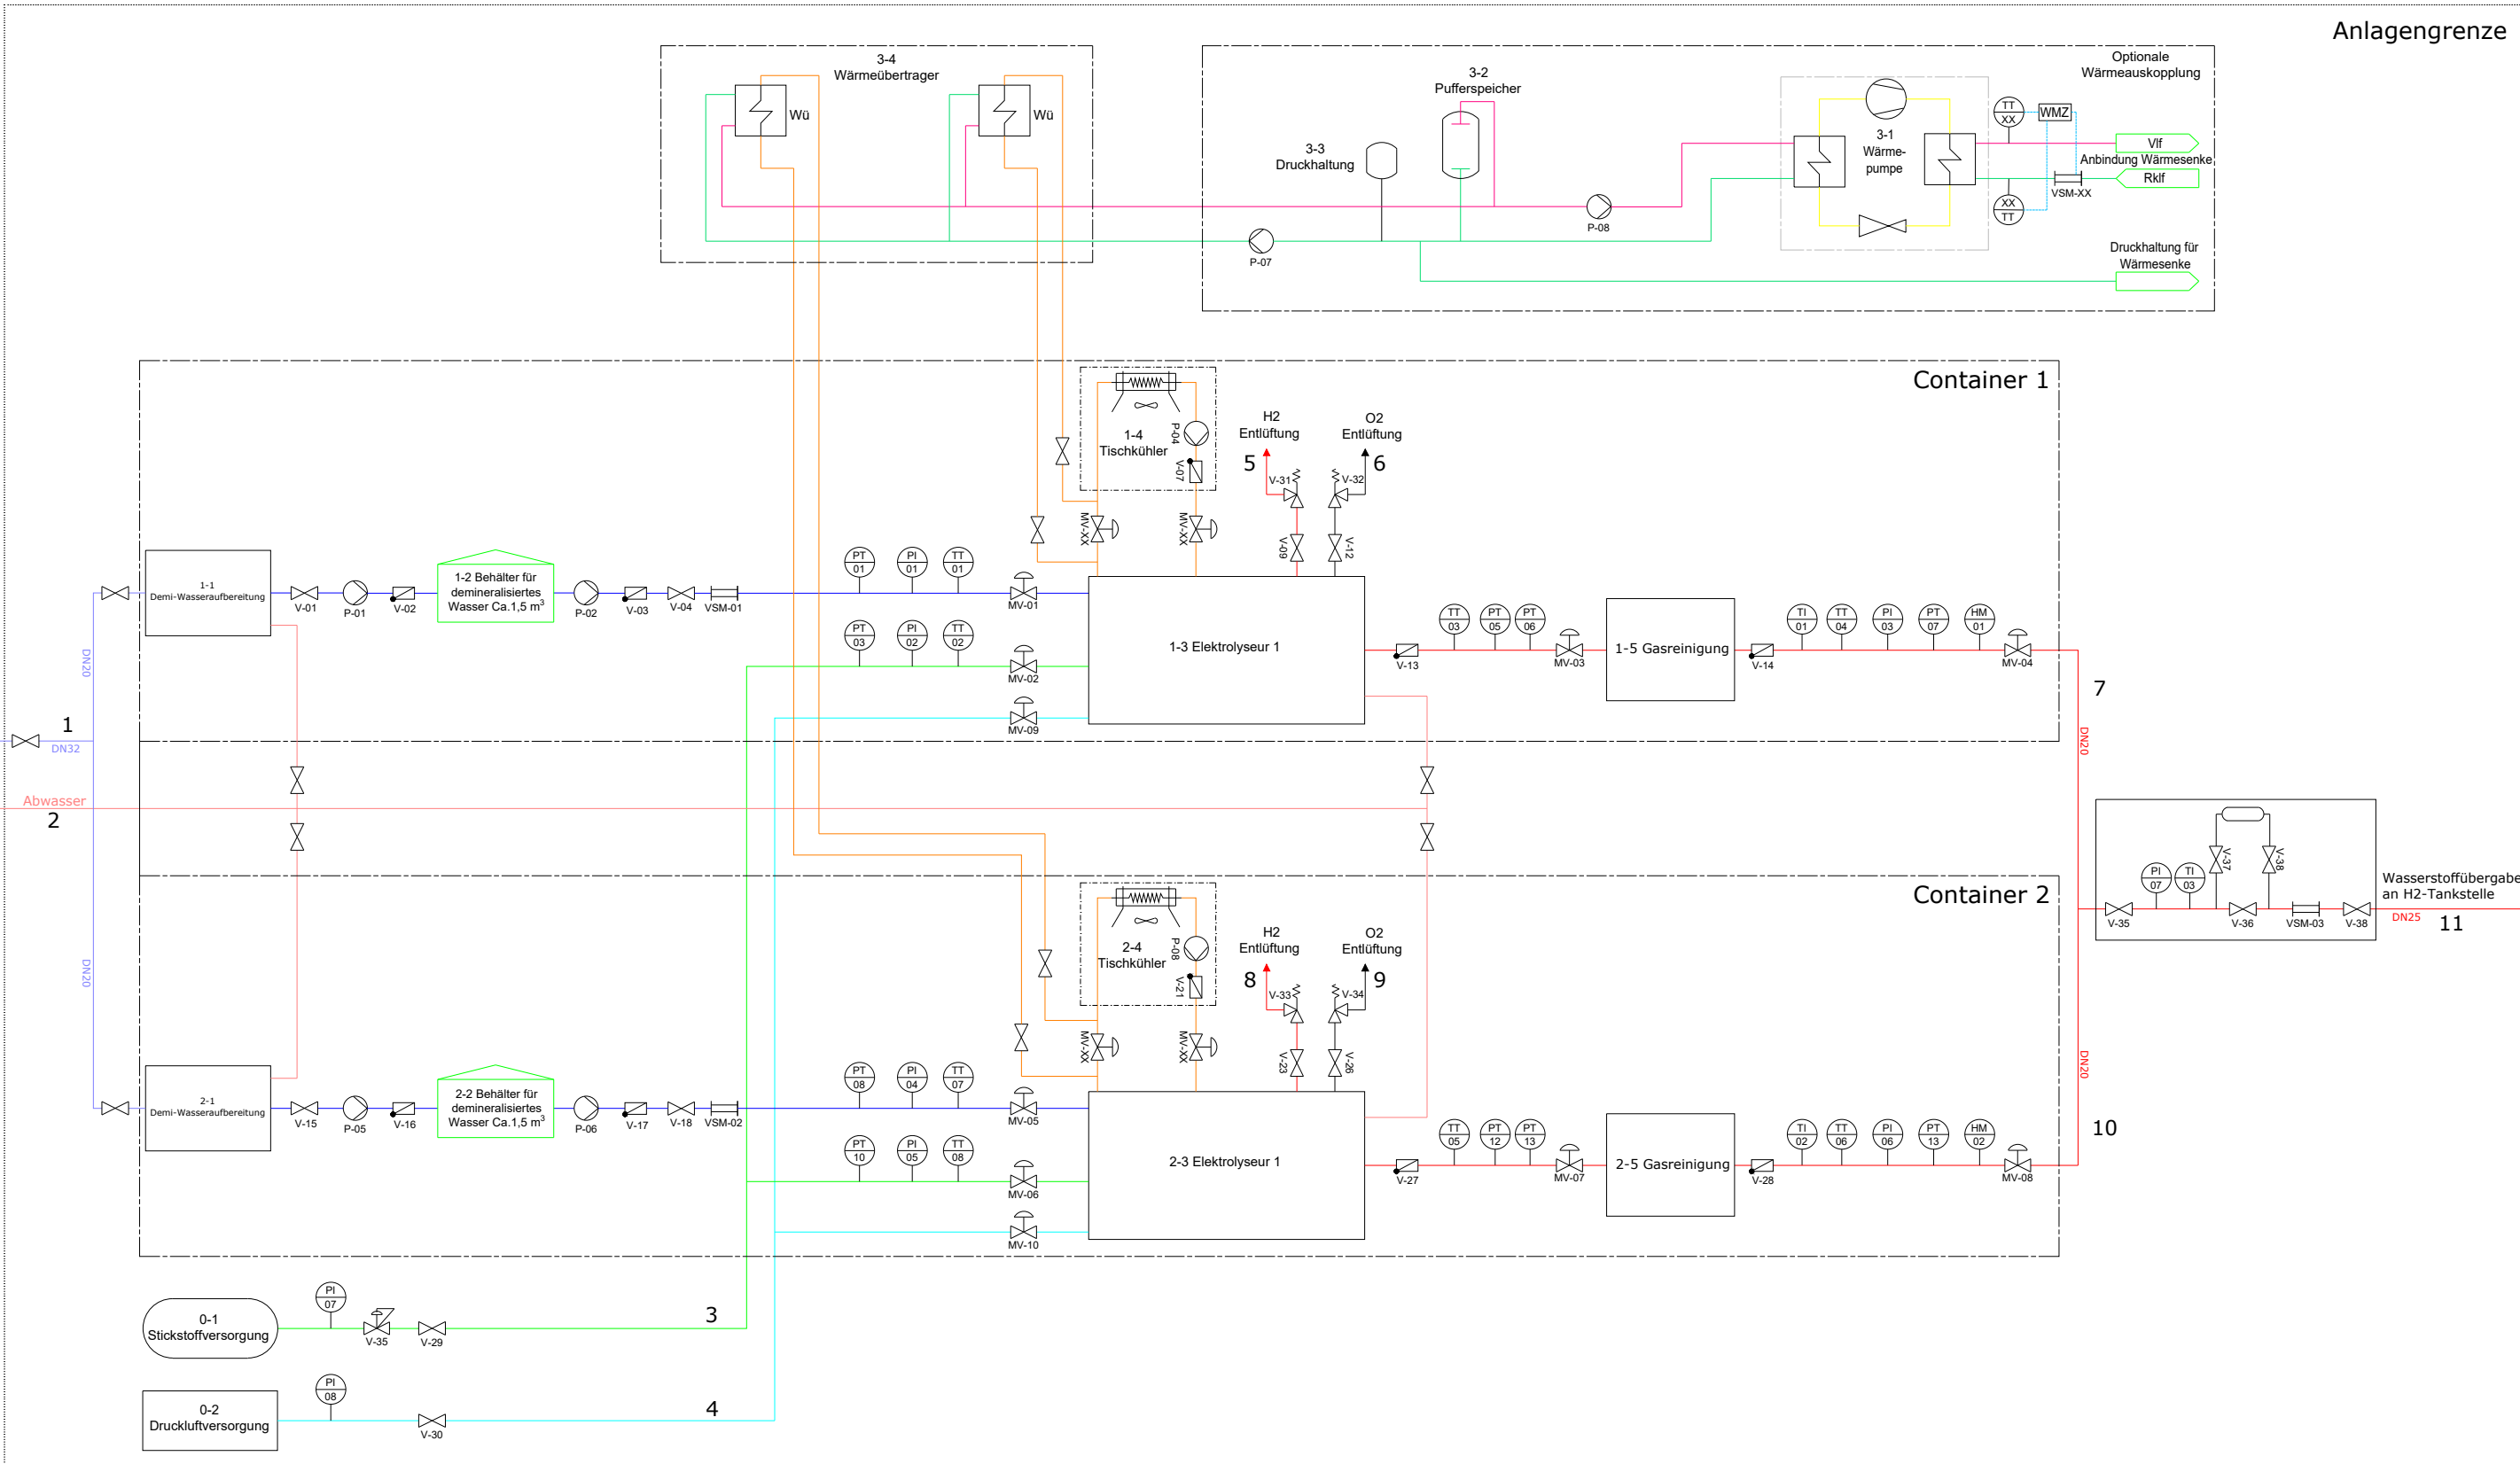 Anlagengrenze
3-4
Wärmeübertrager
Wü
Wü
3-2
Pufferspeicher
3-3
Druckhaltung
P-07
P-08
3-1
Wärme-
pumpe
Optionale
Wärmeauskopplung
TT
XX
WMZ
Vlf
Anbindung Wärmesenke
Rklf
VSM-XX
XX
TT
Druckhaltung für
Wärmesenke
Container 1
1-4
Tischkühler
P-04
V-07
MV-XX
MV-XX
H2
Entlüftung
5
V-31
V-09
O2
Entlüftung
6
V-32
V-12
1-1
Demi-Wasseraufbereitung
V-01
P-01
V-02
1-2 Behälter für
demineralisiertes
Wasser Ca.1,5 m³
P-02
V-03
V-04
VSM-01
PT
01
PI
01
TT
01
MV-01
PT
03
PI
02
TT
02
MV-02
MV-09
1-3 Elektrolyseur 1
V-13
TT
03
PT
05
PT
06
MV-03
1-5 Gasreinigung
V-14
TI
01
TT
04
PI
03
PT
07
HM
01
MV-04
7
DN20
DN20
1
DN32
Abwasser
2
DN20
Container 2
2-4
Tischkühler
P-08
V-21
MV-XX
MV-XX
H2
Entlüftung
8
V-33
V-23
O2
Entlüftung
9
V-34
V-26
2-1
Demi-Wasseraufbereitung
V-15
P-05
V-16
2-2 Behälter für
demineralisiertes
Wasser Ca.1,5 m³
P-06
V-17
V-18
VSM-02
PT
08
PI
04
TT
07
MV-05
PT
10
PI
05
TT
08
MV-06
MV-10
2-3 Elektrolyseur 1
V-27
TT
05
PT
12
PT
13
MV-07
2-5 Gasreinigung
V-28
TI
02
TT
06
PI
06
PT
13
HM
02
MV-08
DN20
10
V-35
PI
07
TI
03
V-37
V-36
V-38
VSM-03
V-38
Wasserstoffübergabe
an H2-Tankstelle
DN25
11
0-1
Stickstoffversorgung
PI
07
V-35
V-29
3
0-2
Druckluftversorgung
PI
08
V-30
4